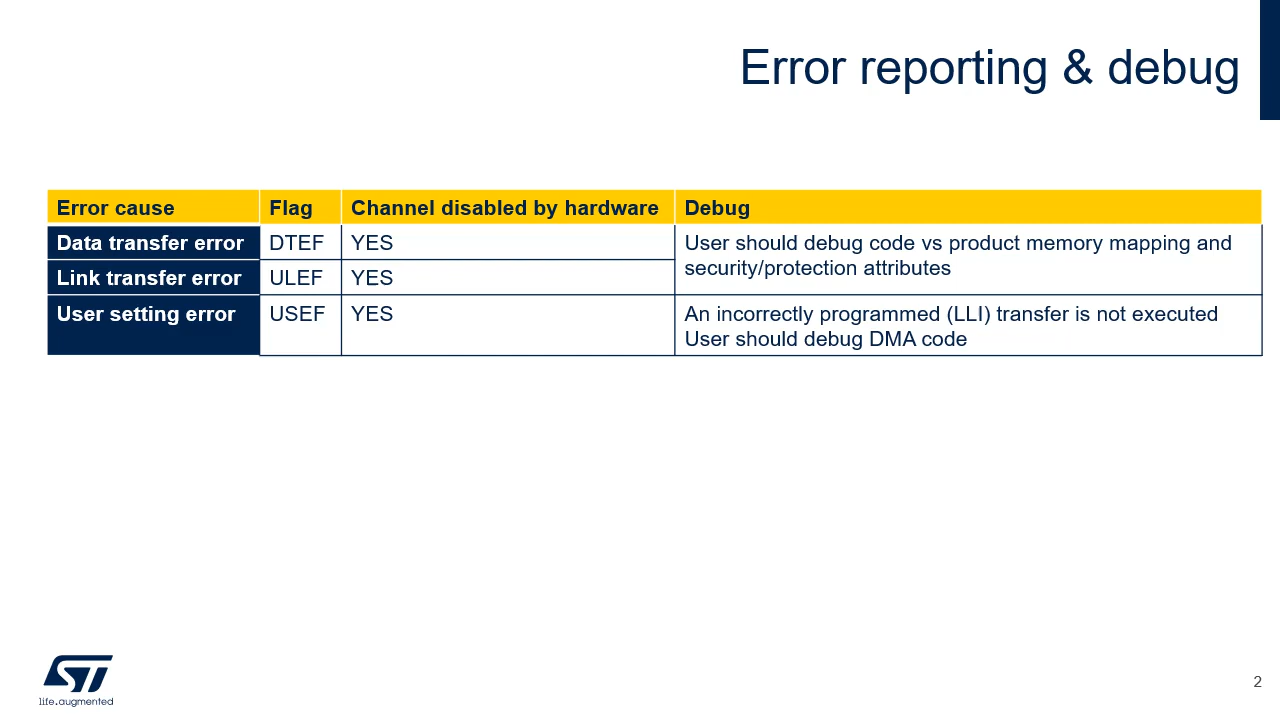 Error reporting & debug
Error cause
Flag
Channel disabled by hardware
Debug
Data transfer error
DTEF
YES
User should debug code vs product memory mapping and
security/protection attributes
Link transfer error
ULEF
YES
User setting error
USEF
YES
An incorrectly programmed (LLI) transfer is not executed
User should debug DMA code
ST
life.augmented
2